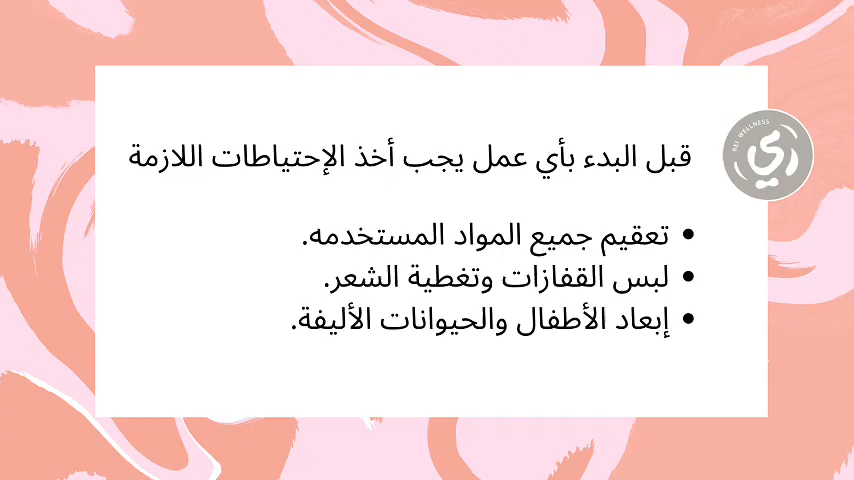 قبل البدء بأي عمل يجب أخذ الإحتياطات اللازمة
REI WELLNESS
ري
• تعقيم جميع المواد المستخدمه.
• لبس القفازات وتغطية الشعر.
• إبعاد الأطفال والحيوانات الأليفة.